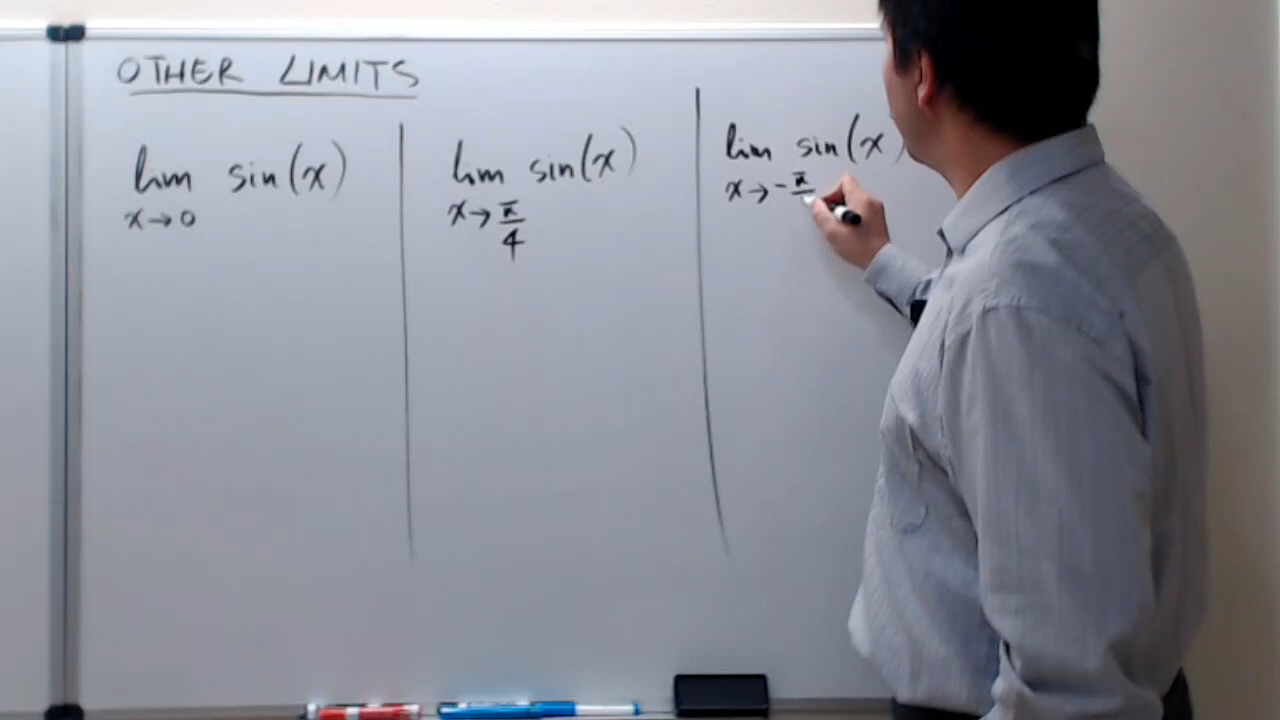 OTHER LIMITS
lim sin(x)
x→0
lim sin(x)
x→π/4
lim sin(x
x→-π